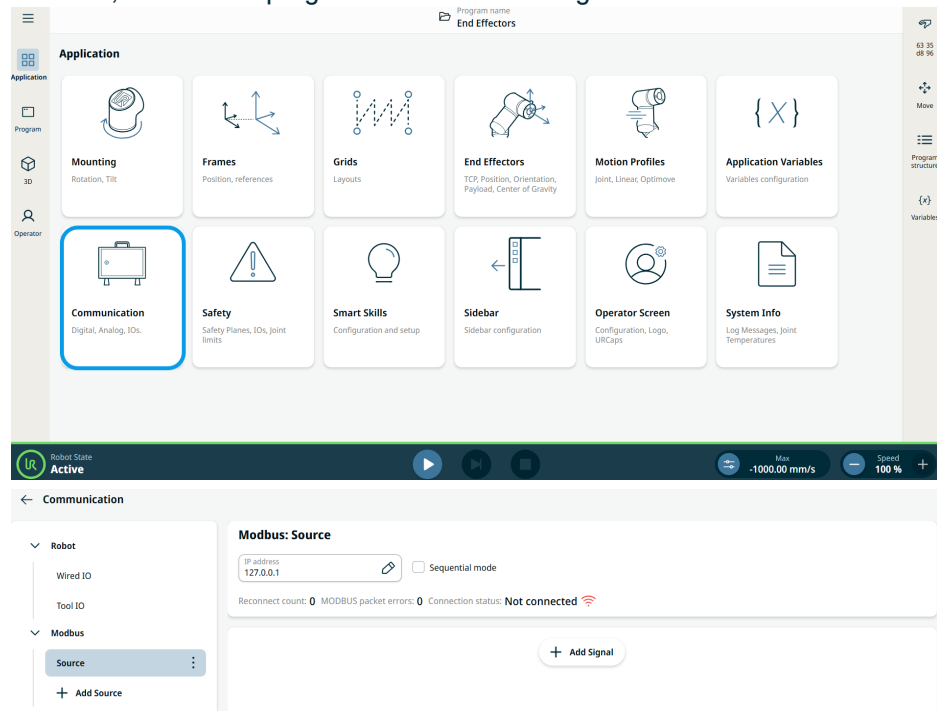 Program name
End Effectors
Application
Program
3D
Operator
63 35
d8 96
Move
Program
structure
{x}
Variables
Application
Mounting
Rotation, Tilt
Frames
Position, references
Grids
Layouts
End Effectors
TCP, Position, Orientation,
Payload, Center of Gravity
Motion Profiles
Joint, Linear, Optimove
{ X }
Application Variables
Variables configuration
Communication
Digital, Analog, IOs.
Safety
Safety Planes, IOs, Joint
limits
Smart Skills
Configuration and setup
Sidebar
Sidebar configuration
Operator Screen
Configuration, Logo,
URCaps
System Info
Log Messages, Joint
Temperatures
UR
Robot State
Active
Max
-1000.00 mm/s
Speed
100 %
Communication
Robot
Wired IO
Tool IO
Modbus
Source
+ Add Source
Modbus: Source
IP address
127.0.0.1
Sequential mode
Reconnect count: 0 MODBUS packet errors: 0 Connection status: Not connected
+ Add Signal